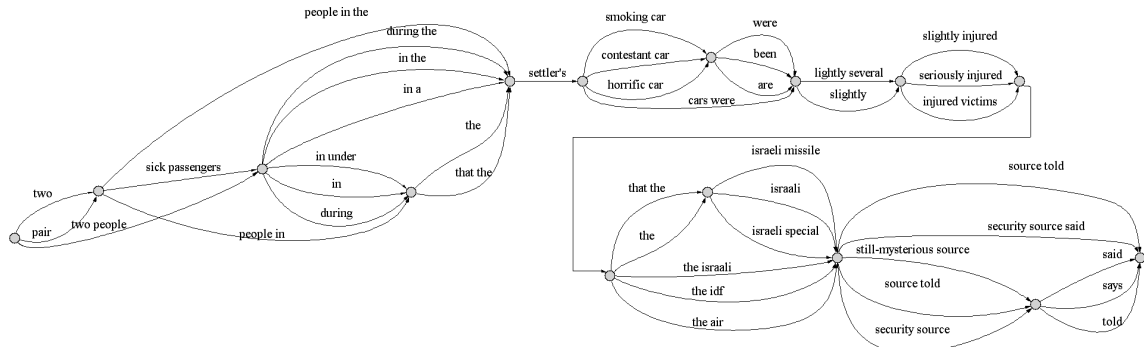 people in the
during the
in the
in a
sick passengers
in under
in
during
the
that the
two
pair
two people
people in
settler's
smoking car
contestant car
horrific car
cars were
were
been
are
lightly several
slightly
slightly injured
seriously injured
injured victims
that the
the
the israali
the idf
the air
israeli missile
israali
israeli special
source told
security source said
still-mysterious source
source told
security source
said
says
told